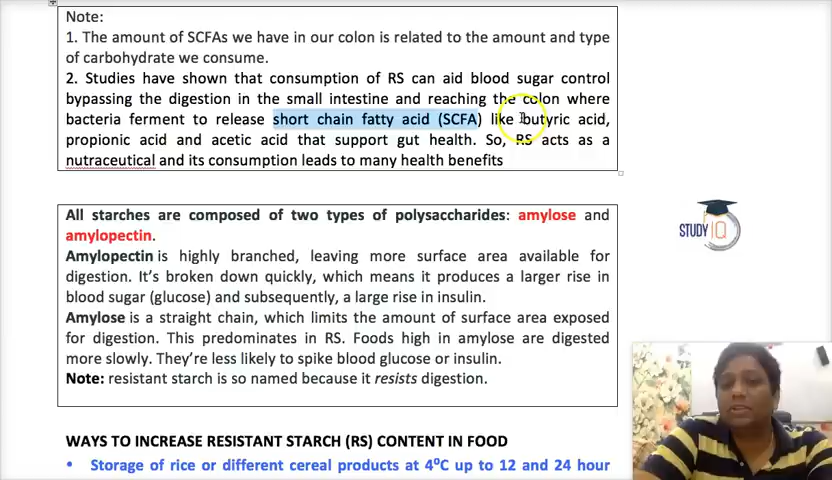 Note:
1. The amount of SCFAs we have in our colon is related to the amount and type
of carbohydrate we consume.
2. Studies have shown that consumption of RS can aid blood sugar control
bypassing the digestion in the small intestine and reaching the colon where
bacteria ferment to release short chain fatty acid (SCFA) like butyric acid,
propionic acid and acetic acid that support gut health. So, RS acts as a
nutraceutical and its consumption leads to many health benefits
All starches are composed of two types of polysaccharides: amylose and
amylopectin.
Amylopectin is highly branched, leaving more surface area available for
digestion. It's broken down quickly, which means it produces a larger rise in
blood sugar (glucose) and subsequently, a large rise in insulin.
Amylose is a straight chain, which limits the amount of surface area exposed
for digestion. This predominates in RS. Foods high in amylose are digested
more slowly. They're less likely to spike blood glucose or insulin.
Note: resistant starch is so named because it resists digestion.
STUDY IQ
WAYS TO INCREASE RESISTANT STARCH (RS) CONTENT IN FOOD
• Storage of rice or different cereal products at 4⁰C up to 12 and 24 hour